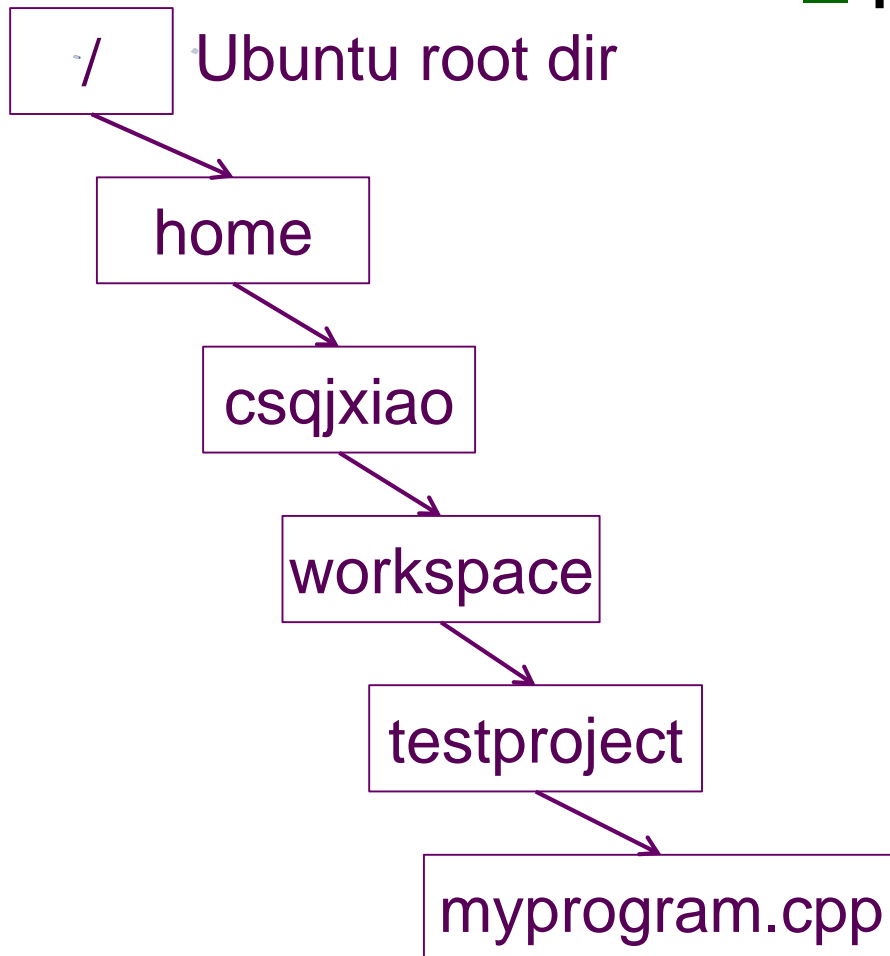 / Ubuntu root dir
home
csqjxiao
workspace
testproject
myprogram.cpp